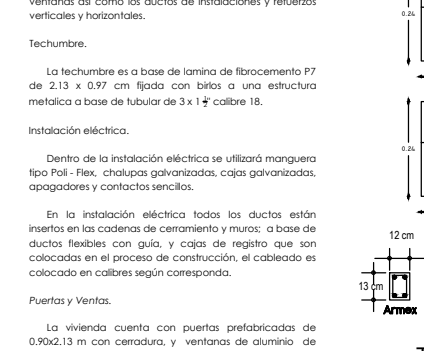 ventanas así como los ductos de instalaciones y refuerzos
verticales y horizontales.
Techumbre.
La techumbre es a base de lamina de fibrocemento P7
de 2.13 x 0.97 cm fijada con birlos a una estructura
metalica a base de tubular de 3 x 1 ½" calibre 18.
Instalación eléctrica.
Dentro de la instalación eléctrica se utilizará manguera
tipo Poli - Flex, chalupas galvanizadas, cajas galvanizadas,
apagadores y contactos sencillos.
En la instalación eléctrica todos los ductos están
insertos en las cadenas de cerramiento y muros; a base de
ductos flexibles con guía, y cajas de registro que son
colocadas en el proceso de construcción, el cableado es
colocado en calibres según corresponda.
Puertas y Ventas.
La vivienda cuenta con puertas prefabricadas de
0.90x2.13 m con cerradura, y ventanas de aluminio de
0.24
0.24
12 cm
13 cm
Armex